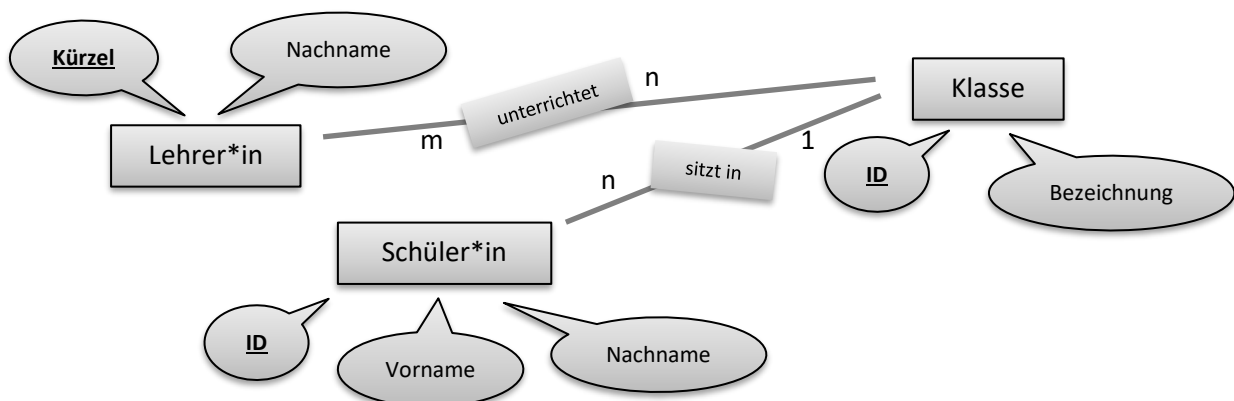 Kürzel
Nachname
unterrichtet
n
Klasse
m
Lehrer*in
1
sitzt in
n
ID
Bezeichnung
Schüler*in
ID
Vorname
Nachname